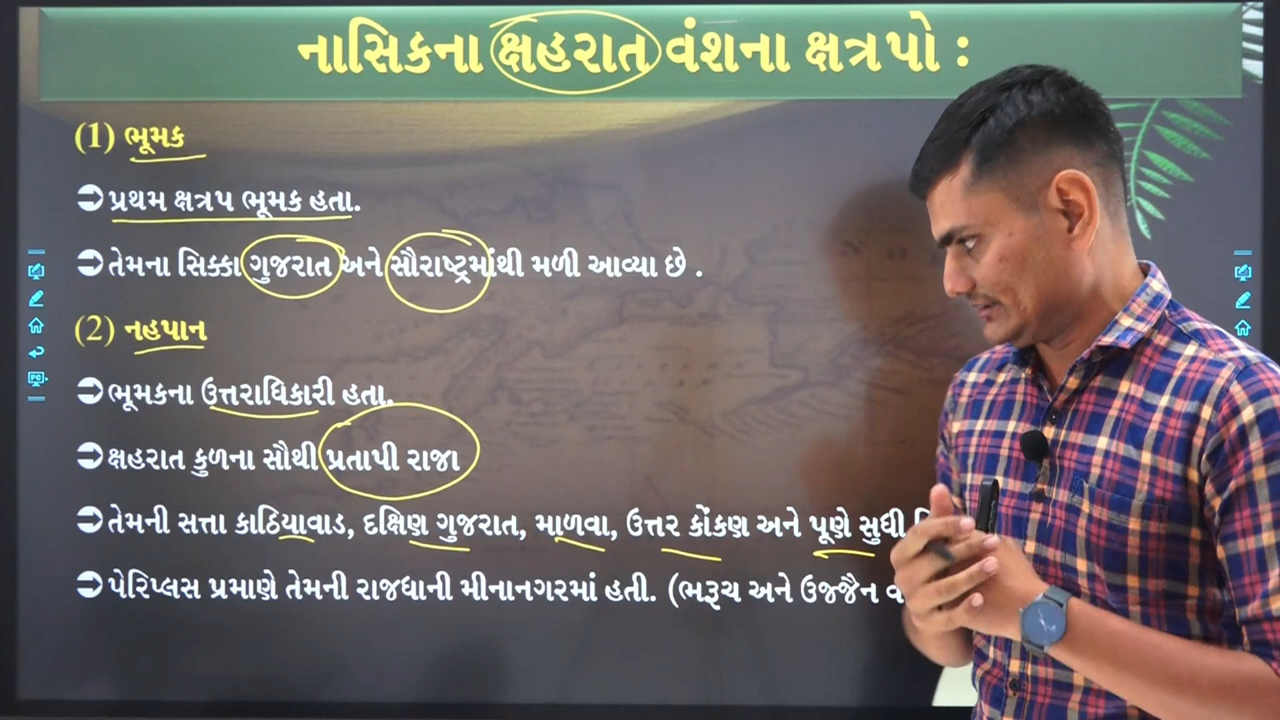 નાસિકના ક્ષહરાત વંશના ક્ષત્રપો :
(1) ભૂમક
➲ પ્રથમ ક્ષત્રપ ભૂમક હતા.
➲ તેમના સિક્કા ગુજરાત અને સૌરાષ્ટ્રમાંથી મળી આવ્યા છે .
(2) નહપાન
➲ ભૂમકના ઉત્તરાધિકારી હતા.
➲ ક્ષહરાત કુળના સૌથી પ્રતાપી રાજા
➲ તેમની સત્તા કાઠિયાવાડ, દક્ષિણ ગુજરાત, માળવા, ઉત્તર કોંકણ અને પૂણે સુધી
➲ પેરિપ્લસ પ્રમાણે તેમની રાજધાની મીનાનગરમાં હતી. (ભરૂચ અને ઉજ્જૈન